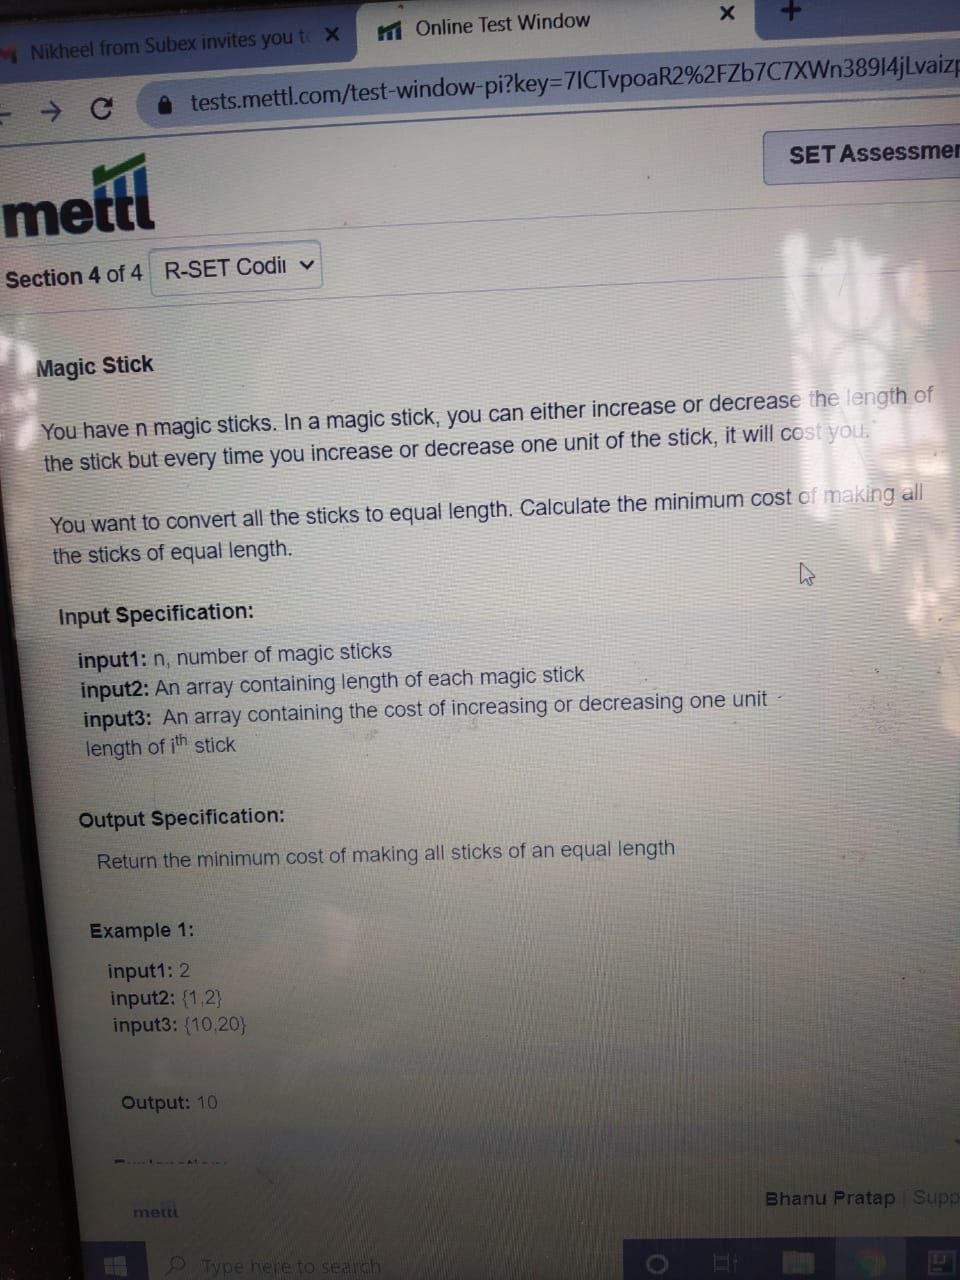 Nikheel from Subex invites you t
Online Test Window
tests.mettl.com/test-window-pi?key=7ICTvpoaR2%2FZb7C7XWn389I4jLvaizp
mettl
SET Assessmen
Section 4 of 4 R-SET Codii
Magic Stick
You have n magic sticks. In a magic stick, you can either increase or decrease the length of
the stick but every time you increase or decrease one unit of the stick, it will cost you.
You want to convert all the sticks to equal length. Calculate the minimum cost of making all
the sticks of equal length.
Input Specification:
input1: n, number of magic sticks
input2: An array containing length of each magic stick
input3: An array containing the cost of increasing or decreasing one unit
length of ith stick
Output Specification:
Return the minimum cost of making all sticks of an equal length
Example 1:
input1: 2
input2: {1,2}
input3: {10,20}
Output: 10
mettl
Bhanu Pratap | Supp
Type here to search